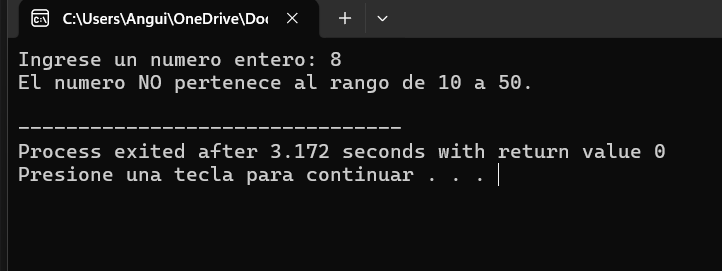 C:\Users\Angui\OneDrive\Doc
Ingrese un numero entero: 8
El numero NO pertenece al rango de 10 a 50.
--------------------------------
Process exited after 3.172 seconds with return value 0
Presione una tecla para continuar . . .